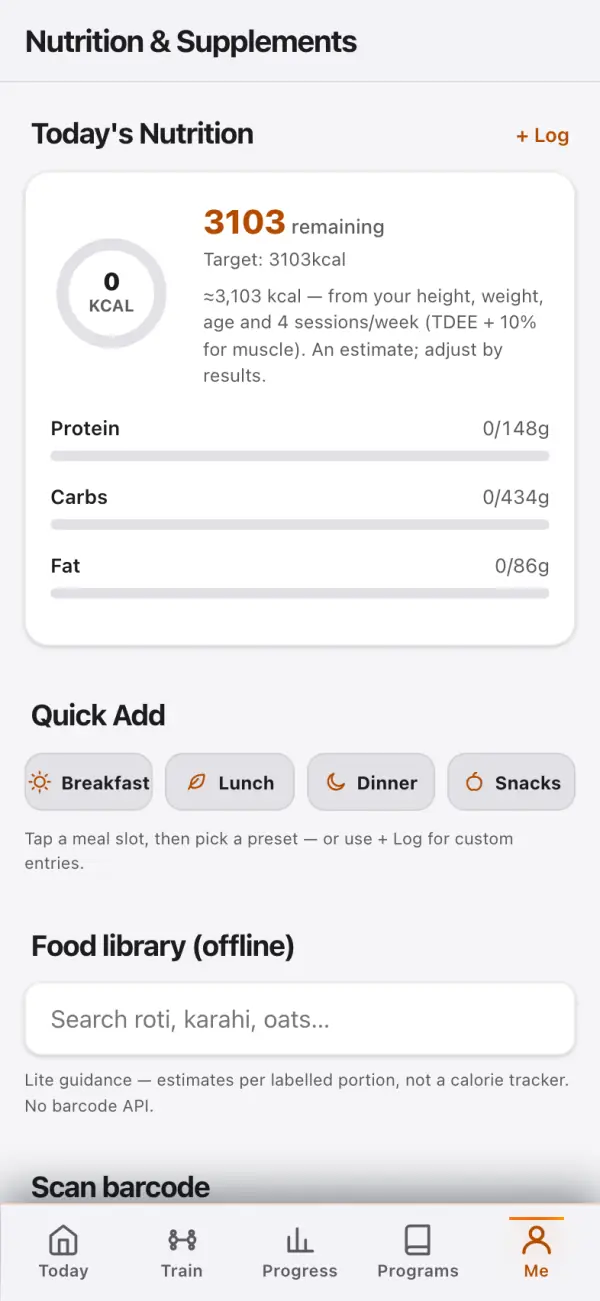 Nutrition & Supplements
Today's Nutrition
+ Log
3103 remaining
Target: 3103kcal
0
KCAL
≈3,103 kcal — from your height, weight,
age and 4 sessions/week (TDEE + 10%
for muscle). An estimate; adjust by
results.
Protein
0/148g
Carbs
0/434g
Fat
0/86g
Quick Add
Breakfast
Lunch
Dinner
Snacks
Tap a meal slot, then pick a preset — or use + Log for custom
entries.
Food library (offline)
Search roti, karahi, oats...
Lite guidance — estimates per labelled portion, not a calorie tracker.
No barcode API.
Scan barcode
Today
Train
Progress
Programs
Me